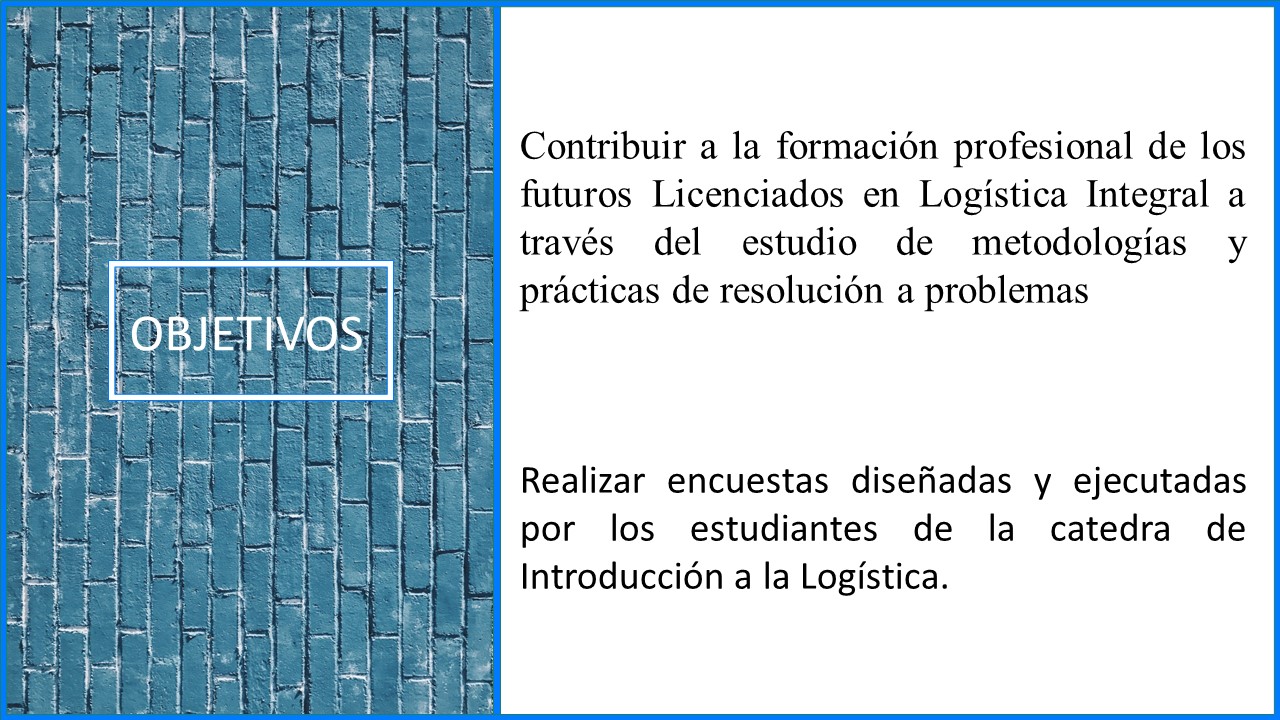 OBJETIVOS
Contribuir a la formación profesional de los
futuros Licenciados en Logística Integral a
través del estudio de metodologías y
prácticas de resolución a problemas
Realizar encuestas diseñadas y ejecutadas
por los estudiantes de la catedra de
Introducción a la Logística.